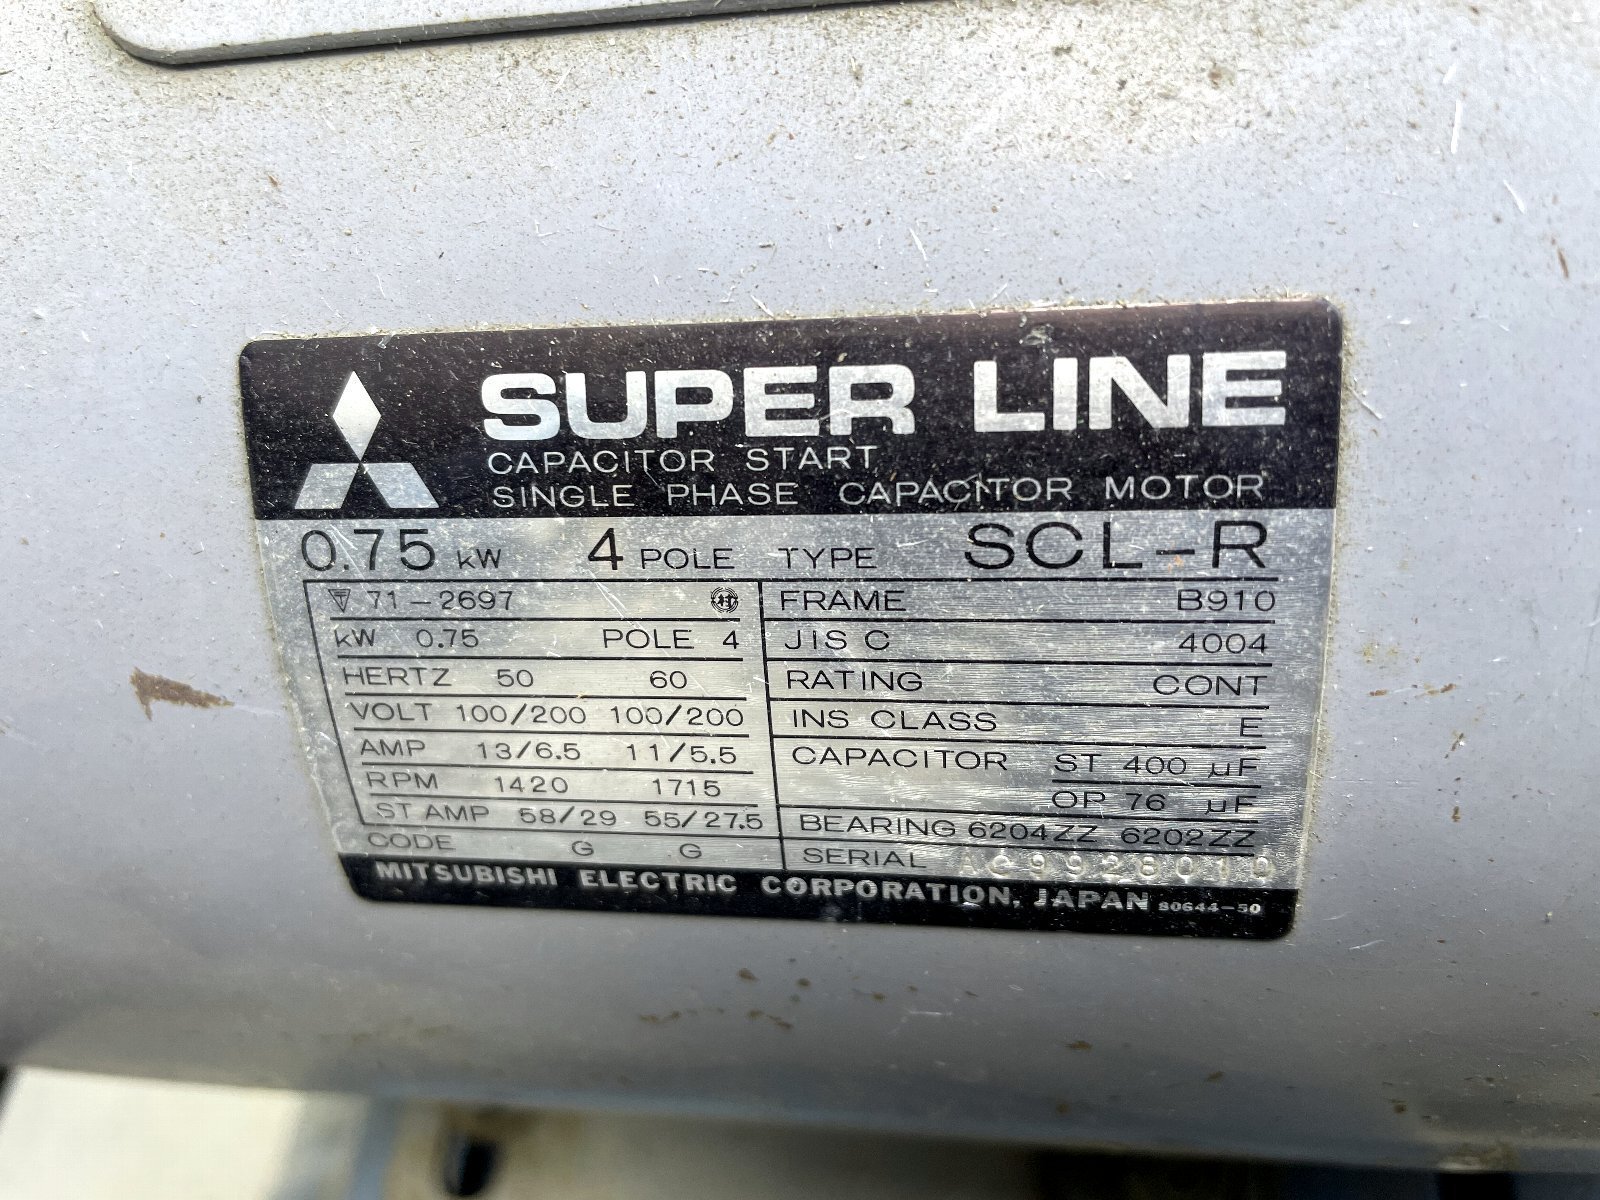 SUPER LINE
CAPACITOR START
SINGLE PHASE CAPACITOR MOTOR
0.75 kW 4 POLE TYPE SCL-R
71-2697
kW 0.75 POLE 4
HERTZ 50 60
VOLT 100/200 100/200
AMP 13/6.5 11/5.5
RPM 1420 1715
ST AMP 58/29 55/27.5
CODE G G
FRAME B910
JIS C 4004
RATING CONT
INS CLASS E
CAPACITOR ST 400 µF
OP 76 µF
BEARING 6204ZZ 6202ZZ
SERIAL AC9928010
MITSUBISHI ELECTRIC CORPORATION, JAPAN 80644-50